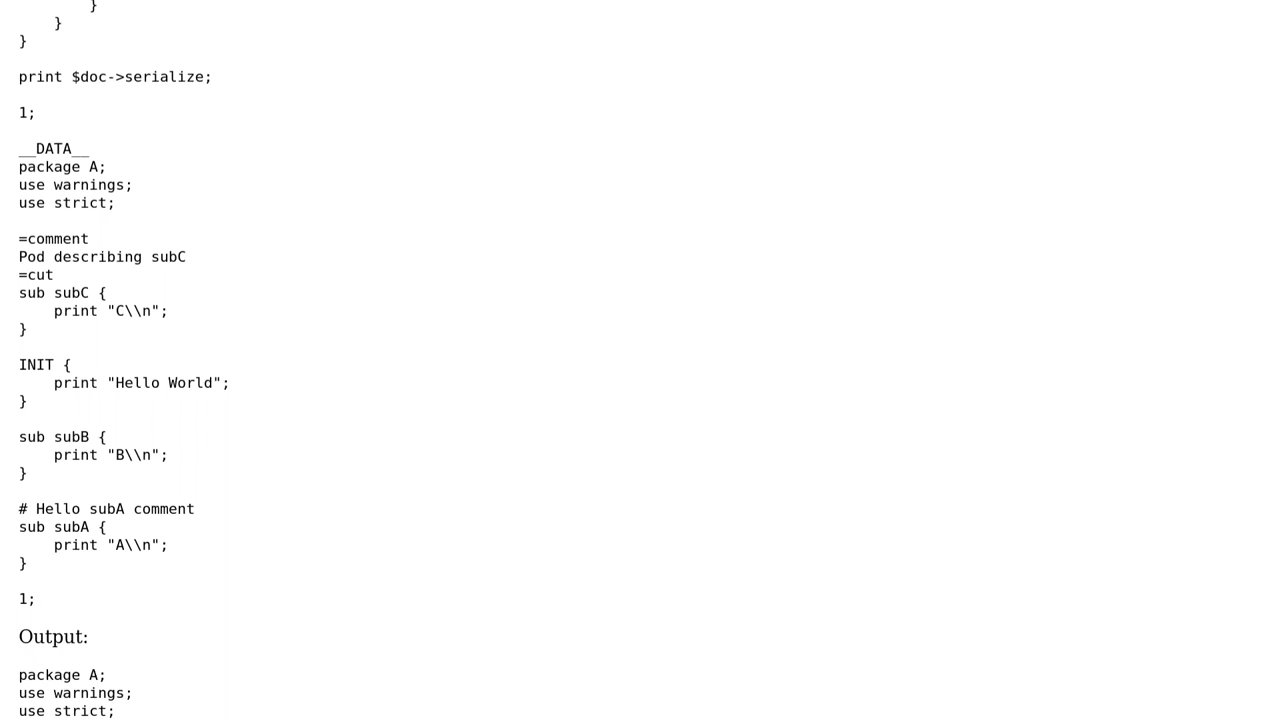 }
    }
}

print $doc->serialize;

1;

__DATA__
package A;
use warnings;
use strict;

=comment
Pod describing subC
=cut
sub subC {
    print "C\\n";
}

INIT {
    print "Hello World";
}

sub subB {
    print "B\\n";
}

# Hello subA comment
sub subA {
    print "A\\n";
}

1;

Output:

package A;
use warnings;
use strict;